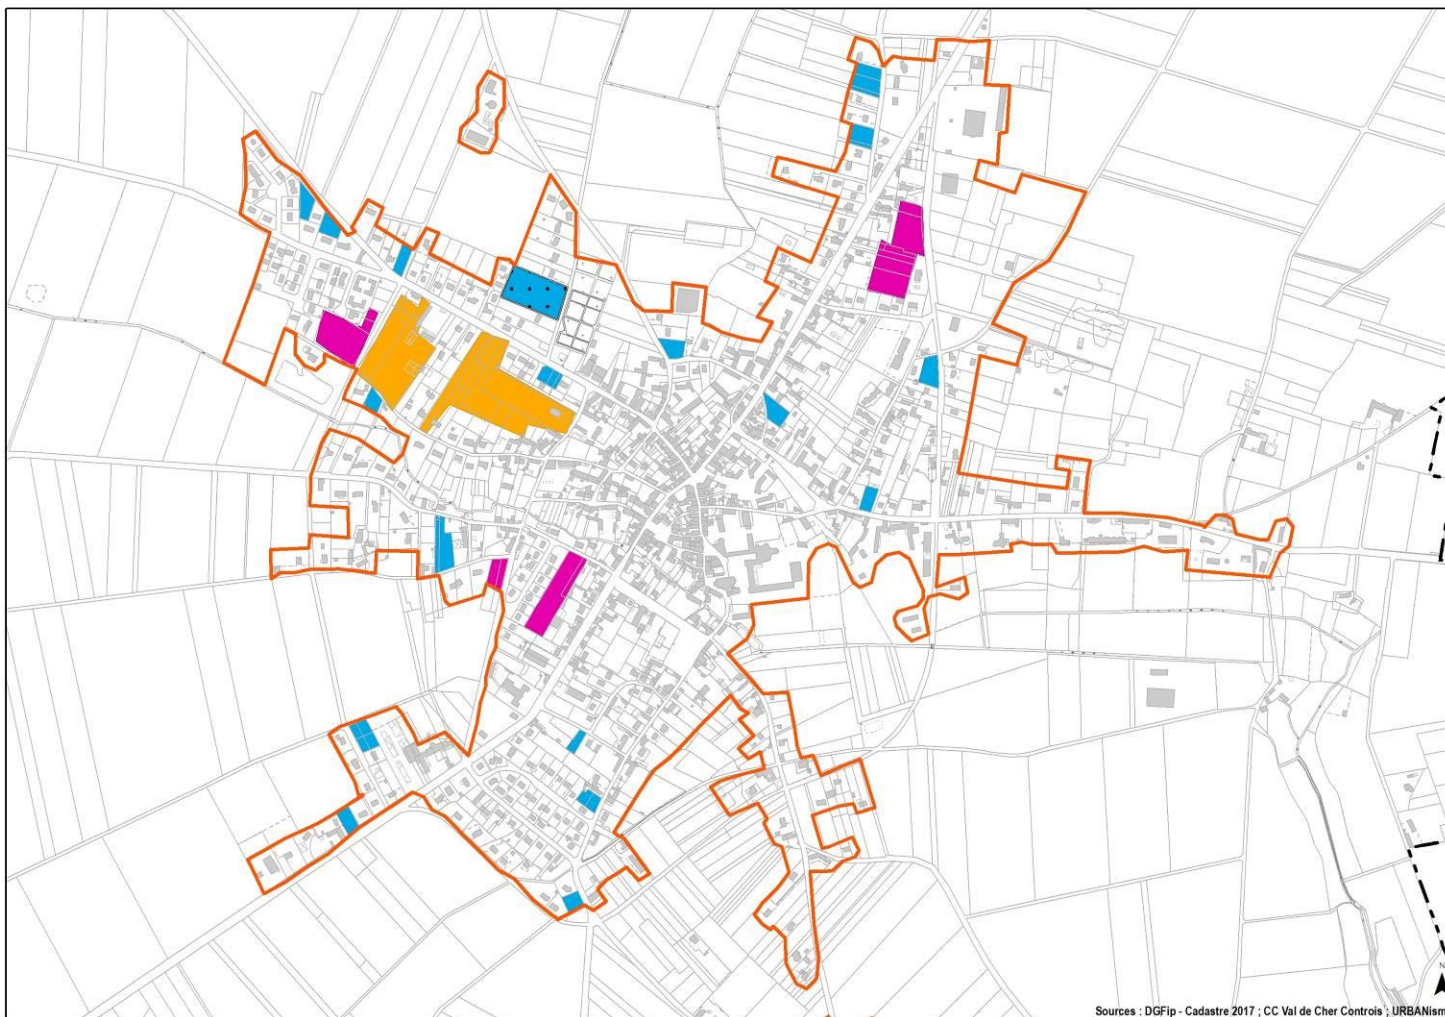 N
Sources : DGFip - Cadastre 2017 ; CC Val de Cher Controis ; URBANism